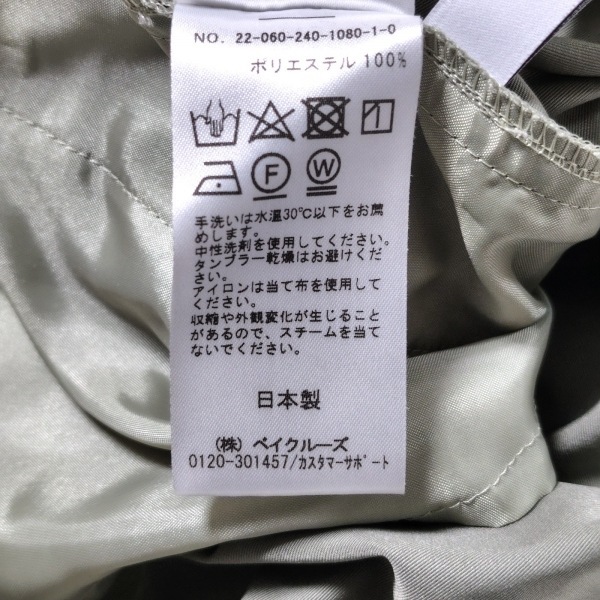 NO. 22-060-240-1080-1-0
ポリエステル 100%
F W
手洗いは水温30℃以下をお薦
めします。
中性洗剤を使用してください。
タンブラー乾燥はお避けくださ
さい。
アイロンは当て布を使用して
ください。
収縮や外観変化が生じること
があるので、スチームを当て
ないでください。
日本製
(株) ベイクルーズ
0120-301457/カスタマーサポート